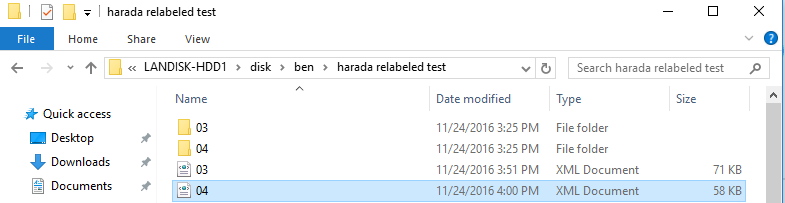 harada relabeled test
File Home Share View
« LANDISK-HDD1 > disk > ben > harada relabeled test Search harada relabeled test
Quick access
Desktop
Downloads
Documents
Name Date modified Type Size
03 11/24/2016 3:25 PM File folder
04 11/24/2016 3:25 PM File folder
03 11/24/2016 3:51 PM XML Document 71 KB
04 11/24/2016 4:00 PM XML Document 58 KB